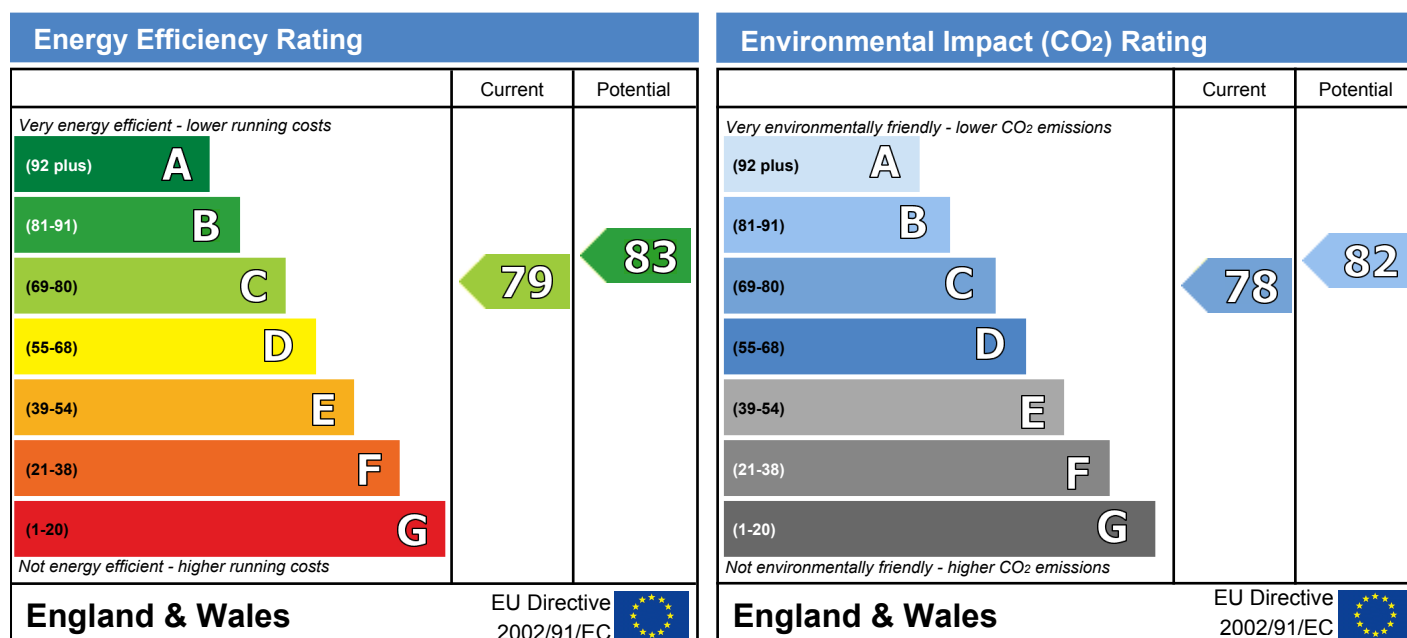 Energy Efficiency Rating
Current Potential
Very energy efficient - lower running costs
(92 plus) A
(81-91) B
(69-80) C
(55-68) D
(39-54) E
(21-38) F
(1-20) G
79
83
Not energy efficient - higher running costs
England & Wales
EU Directive
2002/91/EC
Environmental Impact (CO2) Rating
Current Potential
Very environmentally friendly - lower CO2 emissions
(92 plus) A
(81-91) B
(69-80) C
(55-68) D
(39-54) E
(21-38) F
(1-20) G
78
82
Not environmentally friendly - higher CO2 emissions
England & Wales
EU Directive
2002/91/EC